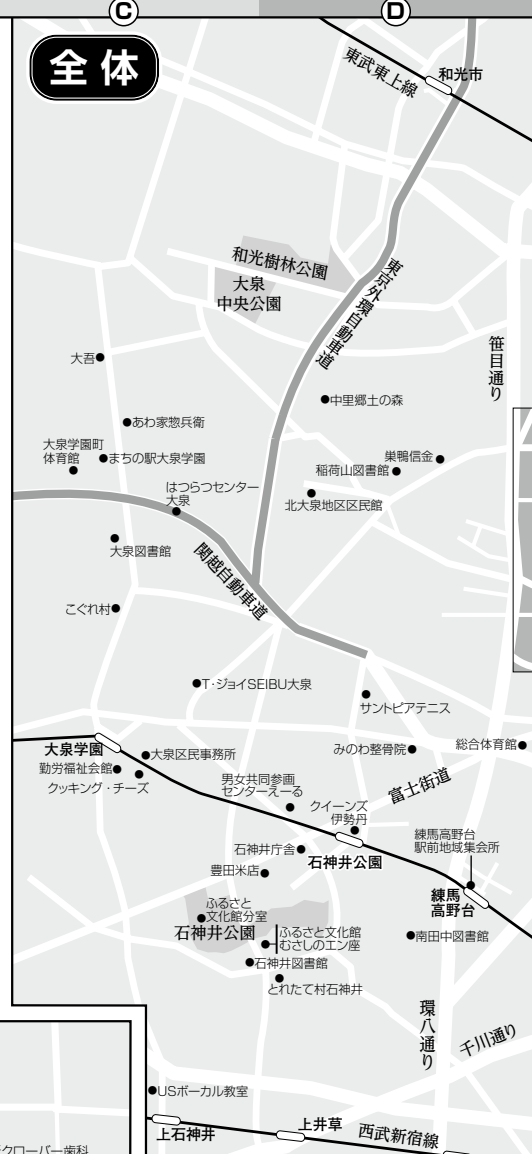 C
D
全体
東武東上線
和光市
和光樹林公園
大泉
中央公園
東京外環自動車道
笹目通り
大吾
中里郷土の森
あわ家惣兵衛
大泉学園町
体育館
まちの駅大泉学園
巣鴨信金
稲荷山図書館
はつらつセンター
大泉
北大泉地区区民館
大泉図書館
関越自動車道
こぐれ村
T・ジョイSEIBU大泉
サントピアテニス
大泉学園
大泉区民事務所
みのわ整骨院
総合体育館
勤労福祉会館
クッキング・チーズ
男女共同参画
センターえーる
富士街道
クイーンズ
伊勢丹
石神井庁舎
石神井公園
練馬高野台
駅前地域集会所
豊田米店
練馬
高野台
ふるさと
文化館分室
石神井公園
ふるさと文化館
むさしのエン座
南田中図書館
石神井図書館
とれたて村石神井
環八通り
千川通り
USボーカル教室
上石神井
上井草
西武新宿線
クローバー歯科